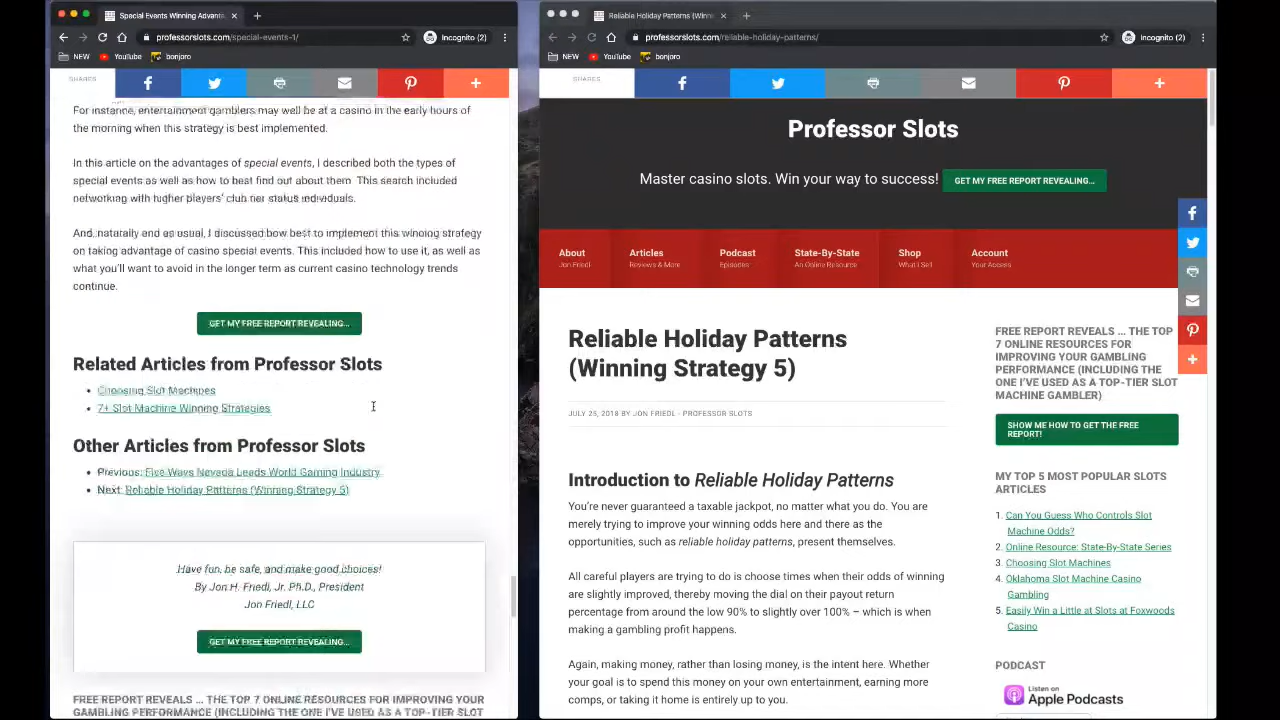 Special Events Winning Advanta
professorslots.com/special-events-1/
Incognito (2)
NEW YouTube bonjoro
SHARES
For instance, entertainment gamblers may well be at a casino in the early hours of
the morning when this strategy is best implemented.
In this article on the advantages of special events, I described both the types of
special events as well as how to best find out about them. This search included
networking with higher players' club tier status individuals.
And, naturally and as usual, I discussed how best to implement this winning strategy
on taking advantage of casino special events. This included how to use it, as well as
what you'll want to avoid in the longer term as current casino technology trends
continue.
GET MY FREE REPORT REVEALING...
Related Articles from Professor Slots
• Choosing Slot Machines
• 7+ Slot Machine Winning Strategies
Other Articles from Professor Slots
• Previous: Five Ways Nevada Leads World Gaming Industry
• Next: Reliable Holiday Patterns (Winning Strategy 5)
Have fun, be safe, and make good choices!
By Jon H. Friedl, Jr. Ph.D., President
Jon Friedl, LLC
GET MY FREE REPORT REVEALING...
FREE REPORT REVEALS ... THE TOP 7 ONLINE RESOURCES FOR IMPROVING YOUR
GAMBLING PERFORMANCE (INCLUDING THE ONE I'VE USED AS A TOP-TIER SLOT
Reliable Holiday Patterns (Winn
professorslots.com/reliable-holiday-patterns/
Incognito (2)
NEW YouTube bonjoro
SHARES
Professor Slots
Master casino slots. Win your way to success! GET MY FREE REPORT REVEALING...
About Articles Podcast State-By-State Shop Account
Jon Friedl Reviews & More Episodes An Online Resource What I Sell Your Access
Reliable Holiday Patterns
(Winning Strategy 5)
JULY 25, 2018 BY JON FRIEDL - PROFESSOR SLOTS
Introduction to Reliable Holiday Patterns
You're never guaranteed a taxable jackpot, no matter what you do. You are
merely trying to improve your winning odds here and there as the
opportunities, such as reliable holiday patterns, present themselves.
All careful players are trying to do is choose times when their odds of winning
are slightly improved, thereby moving the dial on their payout return
percentage from around the low 90% to slightly over 100% – which is when
making a gambling profit happens.
Again, making money, rather than losing money, is the intent here. Whether
your goal is to spend this money on your own entertainment, earning more
comps, or taking it home is entirely up to you.
FREE REPORT REVEALS ... THE TOP
7 ONLINE RESOURCES FOR
IMPROVING YOUR
GAMBLING PERFORMANCE
(INCLUDING THE
ONE I'VE USED AS A TOP-TIER SLOT
MACHINE GAMBLER)
SHOW ME HOW TO GET THE FREE
REPORT!
MY TOP 5 MOST POPULAR SLOTS
ARTICLES
1. Can You Guess Who Controls Slot
Machine Odds?
2. Online Resource: State-By-State Series
3. Choosing Slot Machines
4. Oklahoma Slot Machine Casino
Gambling
5. Easily Win a Little at Slots at Foxwoods
Casino
PODCAST
Listen on
Apple Podcasts